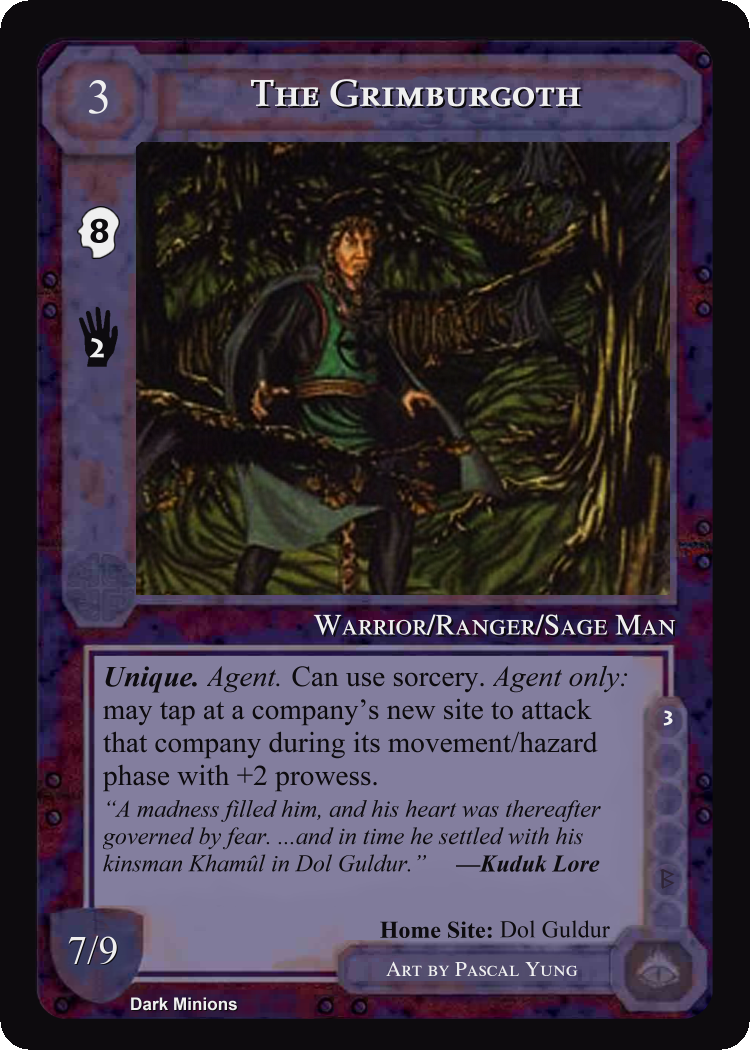 3
THE GRIMBURGOTH
8
2
WARRIOR/RANGER/SAGE MAN
Unique. Agent. Can use sorcery. Agent only:
may tap at a company's new site to attack
that company during its movement/hazard
phase with +2 prowess.
"A madness filled him, and his heart was thereafter
governed by fear. ...and in time he settled with his
kinsman Khamûl in Dol Guldur." —Kuduk Lore
3
Home Site: Dol Guldur
7/9
ART BY PASCAL YUNG
Dark Minions